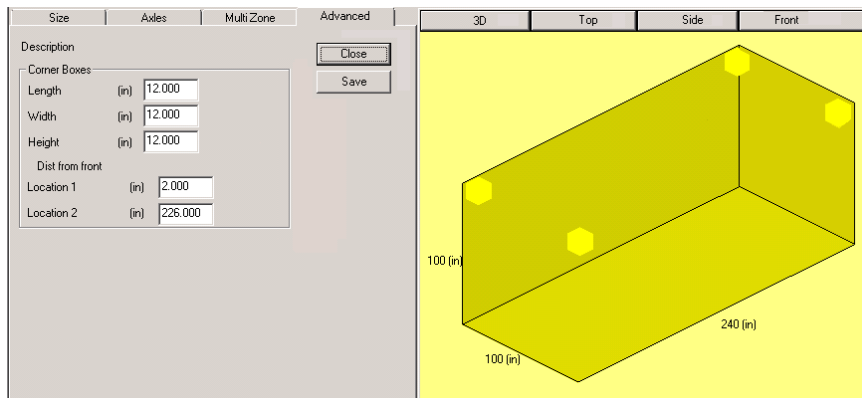 Size Axles Multi Zone Advanced
Description
Close
Save
Corner Boxes
Length (in) 12.000
Width (in) 12.000
Height (in) 12.000
Dist from front
Location 1 (in) 2.000
Location 2 (in) 226.000
3D Top Side Front
100 (in)
240 (in)
100 (in)